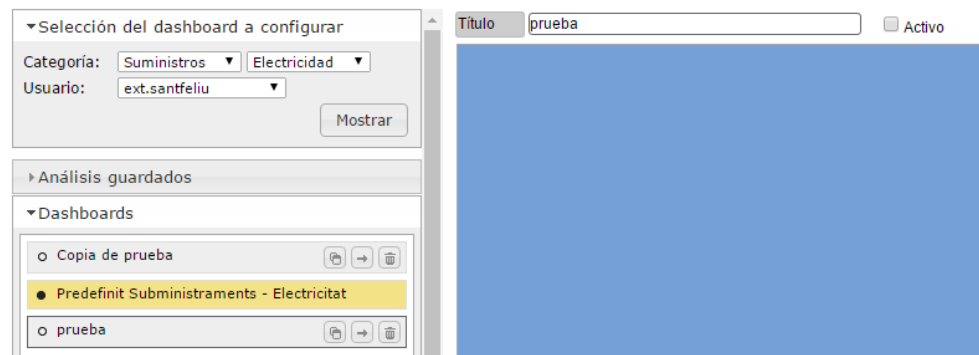 Selección del dashboard a configurar
Categoría: Suministros Electricidad
Usuario: ext.santfeliu
Mostrar
Análisis guardados
Dashboards
Copia de prueba
Predefinit Subministraments - Electricitat
prueba
Título prueba Activo